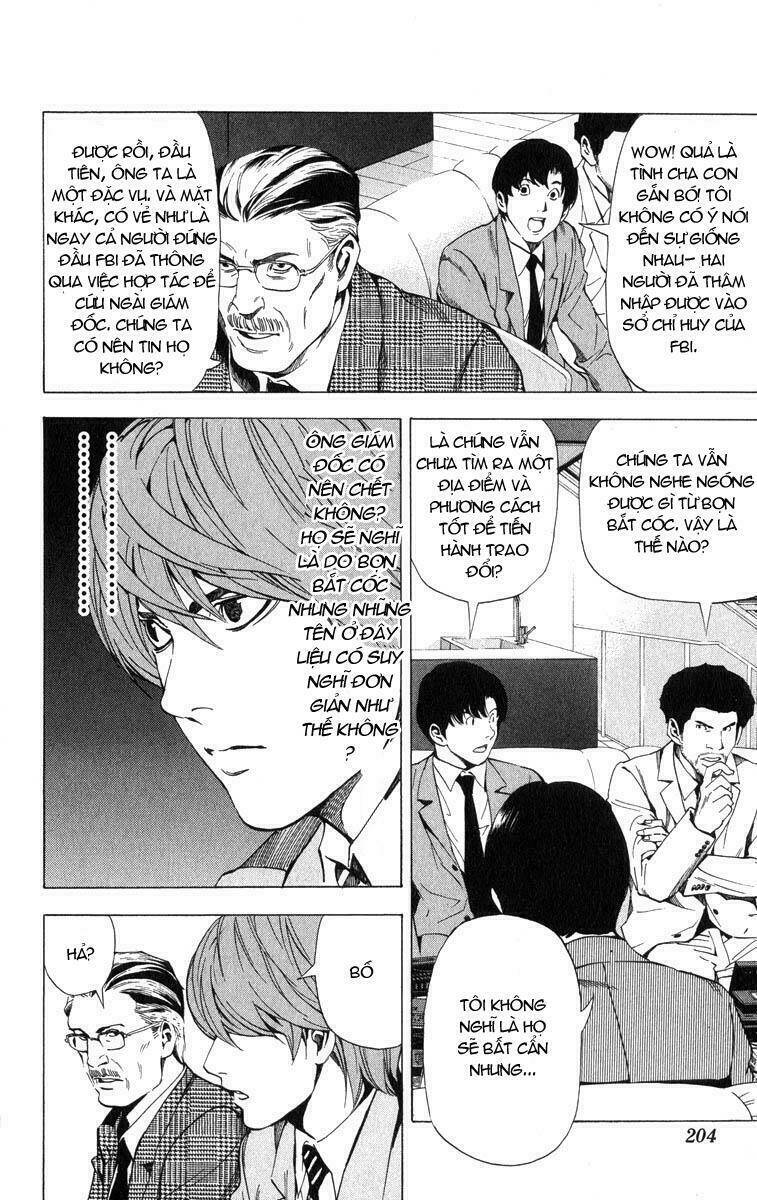 WOW! QUẢ LÀ
TÌNH CHA CON
GẮN BÓ! TÔI
KHÔNG CÓ Ý NÓI
ĐẾN SỰ GIỐNG
NHAU- HAI
NGƯỜI ĐÃ THÂM
NHẬP ĐƯỢC VÀO
SỞ CHỈ HUY CỦA
FBI.
ĐƯỢC RỒI, ĐẦU
TIÊN, ÔNG TA LÀ
MỘT ĐẶC VỤ. VÀ MẶT
KHÁC, CÓ VẺ NHƯ LÀ
NGAY CẢ NGƯỜI ĐỨNG
ĐẦU FBI ĐÃ THÔNG
QUA VIỆC HỢP TÁC ĐỂ
CỨU NGÀI GIÁM
ĐỐC. CHÚNG TA
CÓ NÊN TIN HỌ
KHÔNG?
CHÚNG TA VẪN
KHÔNG NGHE NGÓNG
ĐƯỢC GÌ TỪ BỌN
BẮT CÓC. VẬY LÀ
THẾ NÀO?
LÀ CHÚNG VẪN
CHƯA TÌM RA MỘT
ĐỊA ĐIỂM VÀ
PHƯƠNG CÁCH
TỐT ĐỂ TIẾN
HÀNH TRAO
ĐỔI?
TÔI KHÔNG
NGHĨ LÀ HỌ
SẼ BẤT CẨN
NHƯNG...
ÔNG GIÁM
ĐỐC CÓ
NÊN CHẾT
KHÔNG?
HỌ SẼ NGHĨ
LÀ DO BỌN
BẮT CÓC
NHƯNG NHỮNG
TÊN Ở ĐÂY
LIỆU CÓ SUY
NGHĨ ĐƠN
GIẢN NHƯ
THẾ KHÔNG
?
BỐ
HẢ?
204